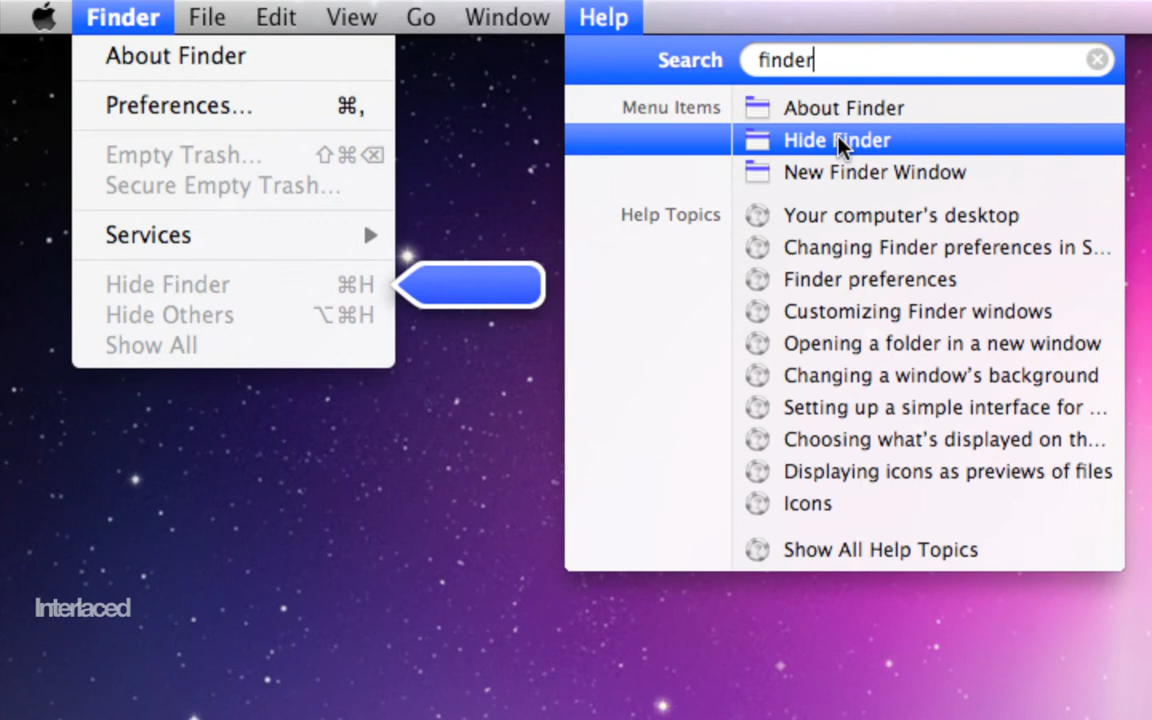 Finder File Edit View Go Window Help
About Finder
Preferences... ⌘,
Empty Trash... ⇧⌘⌫
Secure Empty Trash...
Services ▶
Hide Finder ⌘H
Hide Others ⌥⌘H
Show All
Search finder
Menu Items About Finder
Hide Finder
New Finder Window
Help Topics Your computer's desktop
Changing Finder preferences in S...
Finder preferences
Customizing Finder windows
Opening a folder in a new window
Changing a window's background
Setting up a simple interface for ...
Choosing what's displayed on th...
Displaying icons as previews of files
Icons
Show All Help Topics
Interlaced